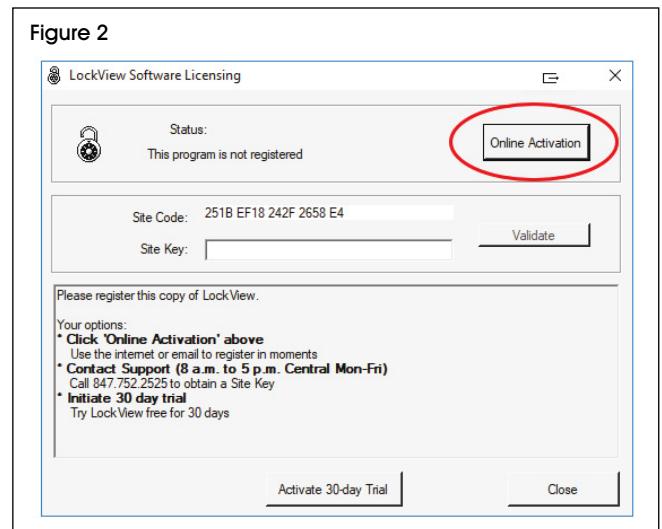 Figure 2
LockView Software Licensing
Status:
This program is not registered
Online Activation
Site Code: 251B EF18 242F 2658 E4
Site Key:
Validate
Please register this copy of LockView.
Your options:
* Click 'Online Activation' above
Use the internet or email to register in moments
* Contact Support (8 a.m. to 5 p.m. Central Mon-Fri)
Call 847.752.2525 to obtain a Site Key
* Initiate 30 day trial
Try LockView free for 30 days
Activate 30-day Trial
Close